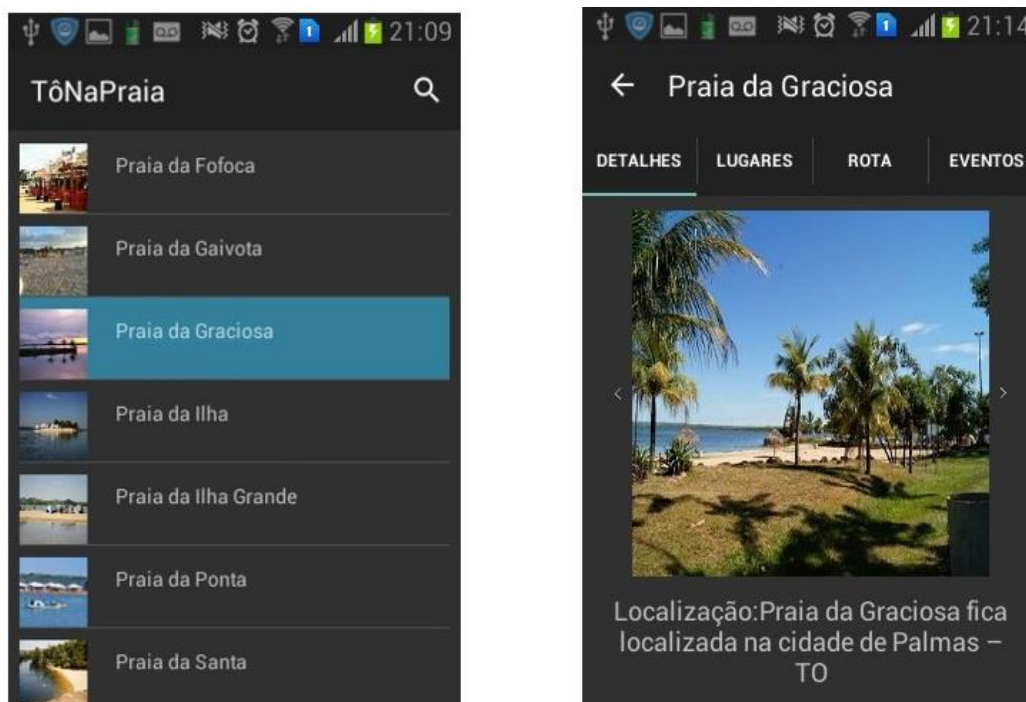 21:09
TôNaPraia
Praia da Fofoca
Praia da Gaivota
Praia da Graciosa
Praia da Ilha
Praia da Ilha Grande
Praia da Ponta
Praia da Santa
1
21:14
Praia da Graciosa
DETALHES LUGARES ROTA EVENTOS
Localização:Praia da Graciosa fica
localizada na cidade de Palmas –
TO